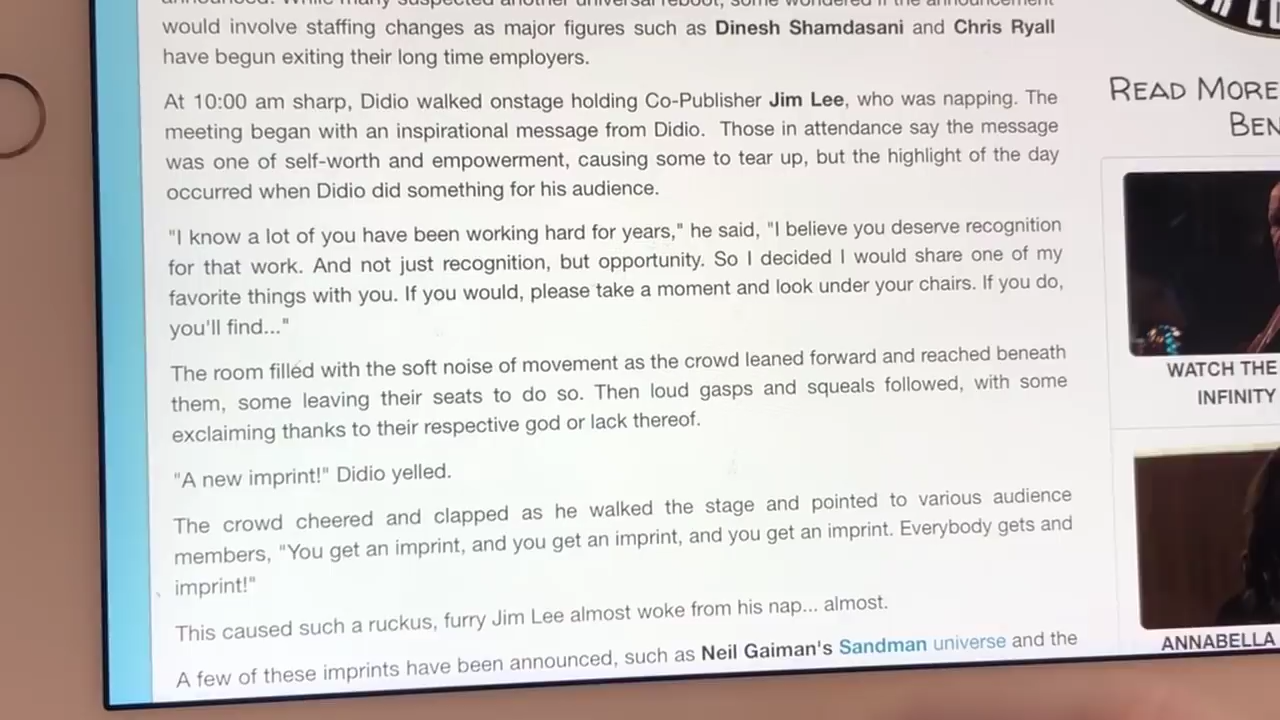 would involve staffing changes as major figures such as Dinesh Shamdasani and Chris Ryall
have begun exiting their long time employers.
At 10:00 am sharp, Didio walked onstage holding Co-Publisher Jim Lee, who was napping. The
meeting began with an inspirational message from Didio. Those in attendance say the message
was one of self-worth and empowerment, causing some to tear up, but the highlight of the day
occurred when Didio did something for his audience.
"I know a lot of you have been working hard for years," he said, "I believe you deserve recognition
for that work. And not just recognition, but opportunity. So I decided I would share one of my
favorite things with you. If you would, please take a moment and look under your chairs. If you do,
you'll find..."
The room filled with the soft noise of movement as the crowd leaned forward and reached beneath
them, some leaving their seats to do so. Then loud gasps and squeals followed, with some
exclaiming thanks to their respective god or lack thereof.
"A new imprint!" Didio yelled.
The crowd cheered and clapped as he walked the stage and pointed to various audience
members, "You get an imprint, and you get an imprint, and you get an imprint. Everybody gets and
imprint!"
This caused such a ruckus, furry Jim Lee almost woke from his nap... almost.
A few of these imprints have been announced, such as Neil Gaiman's Sandman universe and the
READ MORE
BEN
WATCH THE
INFINITY
ANNABELLA